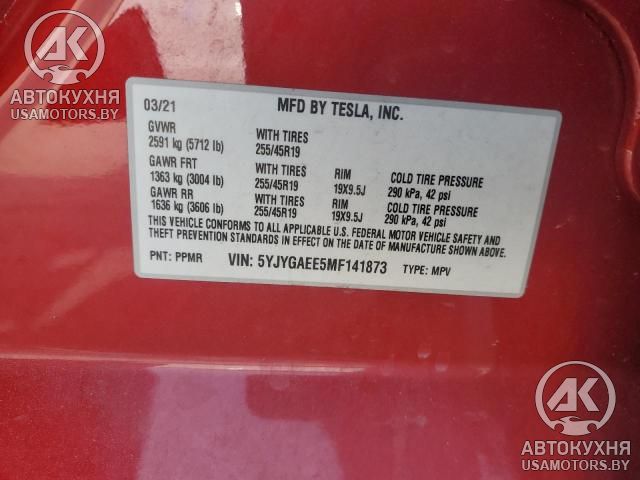 AK
АВТОКУХНЯ
USAMOTORS.BY
03/21 MFD BY TESLA, INC.
GVWR
2591 kg (5712 lb) WITH TIRES 255/45R19
GAWR FRT
1363 kg (3004 lb) WITH TIRES 255/45R19 RIM 19X9.5J COLD TIRE PRESSURE 290 kPa, 42 psi
GAWR RR
1636 kg (3606 lb) WITH TIRES 255/45R19 RIM 19X9.5J COLD TIRE PRESSURE 290 kPa, 42 psi
THIS VEHICLE CONFORMS TO ALL APPLICABLE U.S. FEDERAL MOTOR VEHICLE SAFETY AND
THEFT PREVENTION STANDARDS IN EFFECT ON THE DATE OF MANUFACTURE SHOWN ABOVE.
PNT: PPMR VIN: 5YJYGAEE5MF141873 TYPE: MPV
AK
АВТОКУХНЯ
USAMOTORS.BY